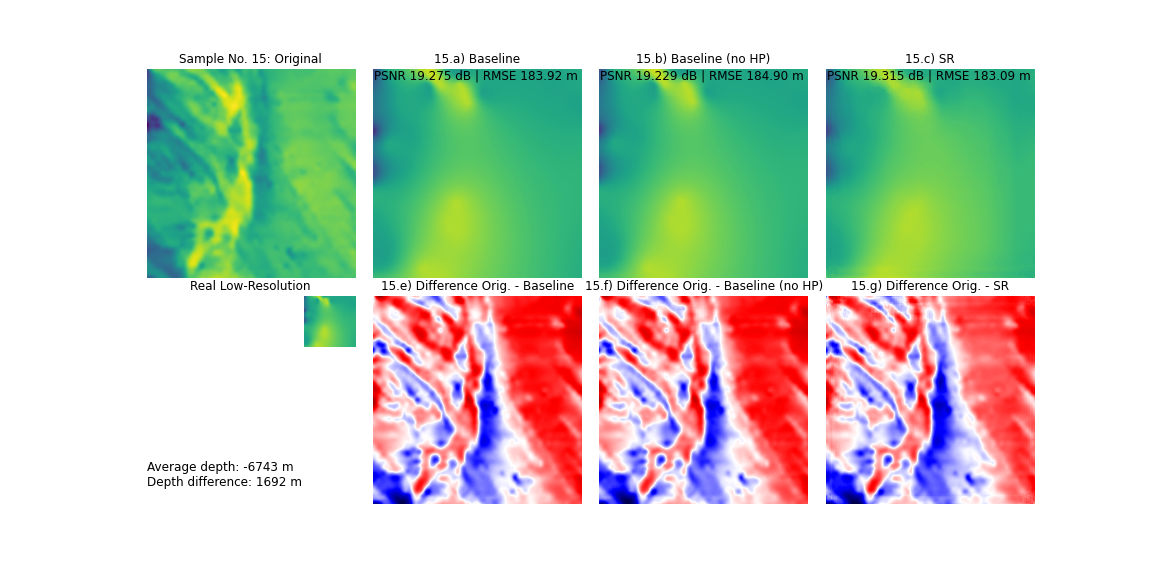 Sample No. 15: Original
15.a) Baseline
15.b) Baseline (no HP)
15.c) SR
PSNR 19.275 dB | RMSE 183.92 m
PSNR 19.229 dB | RMSE 184.90 m
PSNR 19.315 dB | RMSE 183.09 m
Real Low-Resolution
15.e) Difference Orig. - Baseline
15.f) Difference Orig. - Baseline (no HP)
15.g) Difference Orig. - SR
Average depth: -6743 m
Depth difference: 1692 m